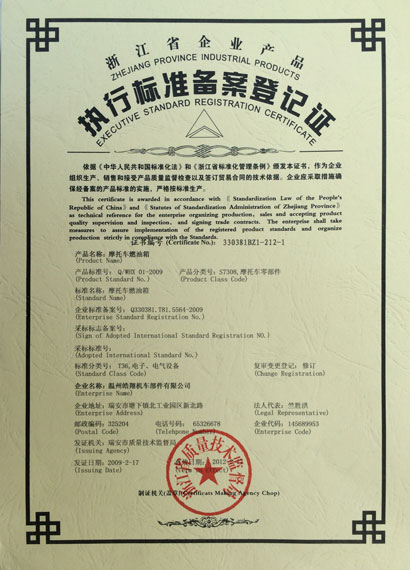 浙江省企业产品
ZHEJIANG PROVINCE INDUSTRIAL PRODUCTS
执行标准备案登记证
EXECUTIVE STANDARD REGISTRATION CERTIFICATE
依据《中华人民共和国标准化法》和《浙江省标准化管理条例》颁发本证书，作为企业
组织生产、销售和接受产品质量监督检查以及签订贸易合同的技术依据。企业应采取措施确
保经备案的产品标准的实施，严格按标准生产。
This certificate is awarded in accordance with《Standardization Law of the People's
Republic of China》and《Statutes of Standardization Administration of Zhejiang Province》
as technical reference for the enterprise organizing production, sales and accepting product
quality supervision and inspection, and signing trade contracts. The enterprise shall take
measures to assure implementation of the registered product standards and organize
production strictly in compliance with the Standards.
证书编号 (Certificate No.): 330381BZ1-212-1
产品名称: 摩托车燃油箱
(Product Name)
产品标准号: Q/WHX 01-2009 产品分类号: S7306, 摩托车零部件
(Product Standard No.) (Product Class Code)
标准名称: 摩托车燃油箱
(Standard Name)
企业标准备案号: Q330381.T81.5564-2009
(Enterprise Standard Registration No.)
采标标志备案号:
(Sign of Adopted International Standard Registration NO.)
采标标准号:
(Adopted International Standard No.)
标准分类号: T36, 电子、电气设备 复审变更登记: 修订
(Standard Class Code) (Change Registration)
企业名称: 温州皓翔机车部件有限公司
(Enterprise Name)
企业地址: 瑞安市塘下镇北工业园区新北路 法人代表: 竺胜洪
(Enterprise Address) (Legal Representative)
邮政编码: 325204 电话号码: 65326678 企业代码: 145689953
(Postal Code) (Telephone Number) (Enterprise Code)
发证机关: 瑞安市质量技术监督局
(Issuing Agency)
发证日期: 2009-2-17 日期: 2012-
(Issuing Date)
浙江省质量技术监督局
制证机关(盖章)(Certificats Making Agency Chop)